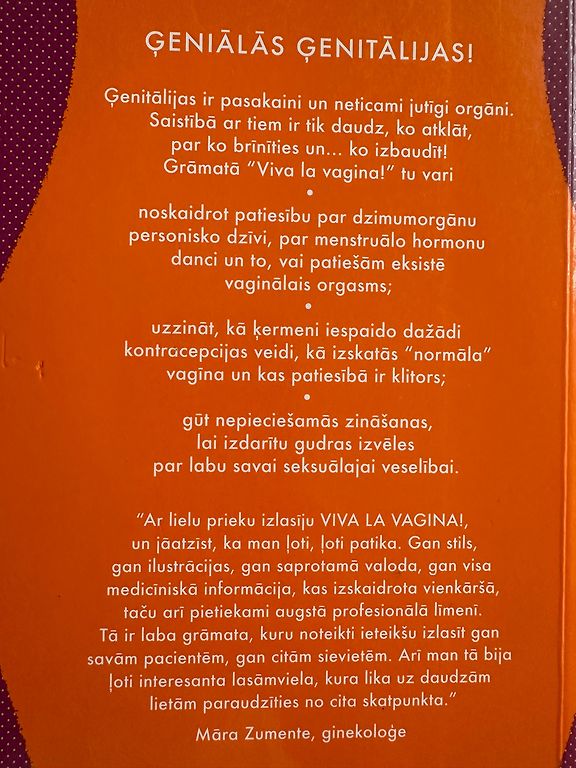 ĢENIĀLĀS ĢENITĀLIJAS!
Ģenitālijas ir pasakaini un neticami jutīgi orgāni.
Saistībā ar tiem ir tik daudz, ko atklāt,
par ko brīnīties un... ko izbaudīt!
Grāmatā “Viva la vagina!” tu vari
•
noskaidrot patiesību par dzimumorgānu
personisko dzīvi, par menstruālo hormonu
danci un to, vai patiešām eksistē
vaginālais orgasms;
•
uzzināt, kā ķermeni iespaido dažādi
kontracepcijas veidi, kā izskatās “normāla”
vagīna un kas patiesībā ir klitors;
•
gūt nepieciešamās zināšanas,
lai izdarītu gudras izvēles
par labu savai seksuālajai veselībai.
“Ar lielu prieku izlasīju VIVA LA VAGINA!,
un jāatzīst, ka man ļoti, ļoti patika. Gan stils,
gan ilustrācijas, gan saprotamā valoda, gan visa
medicīniskā informācija, kas izskaidrota vienkāršā,
taču arī pietiekami augstā profesionālā līmenī.
Tā ir laba grāmata, kuru noteikti ieteikšu izlasīt gan
savām pacientēm, gan citām sievietēm. Arī man tā bija
ļoti interesanta lasāmviela, kura lika uz daudzām
lietām paraudzīties no cita skatpunkta.”
Māra Zumente, ginekoloģe